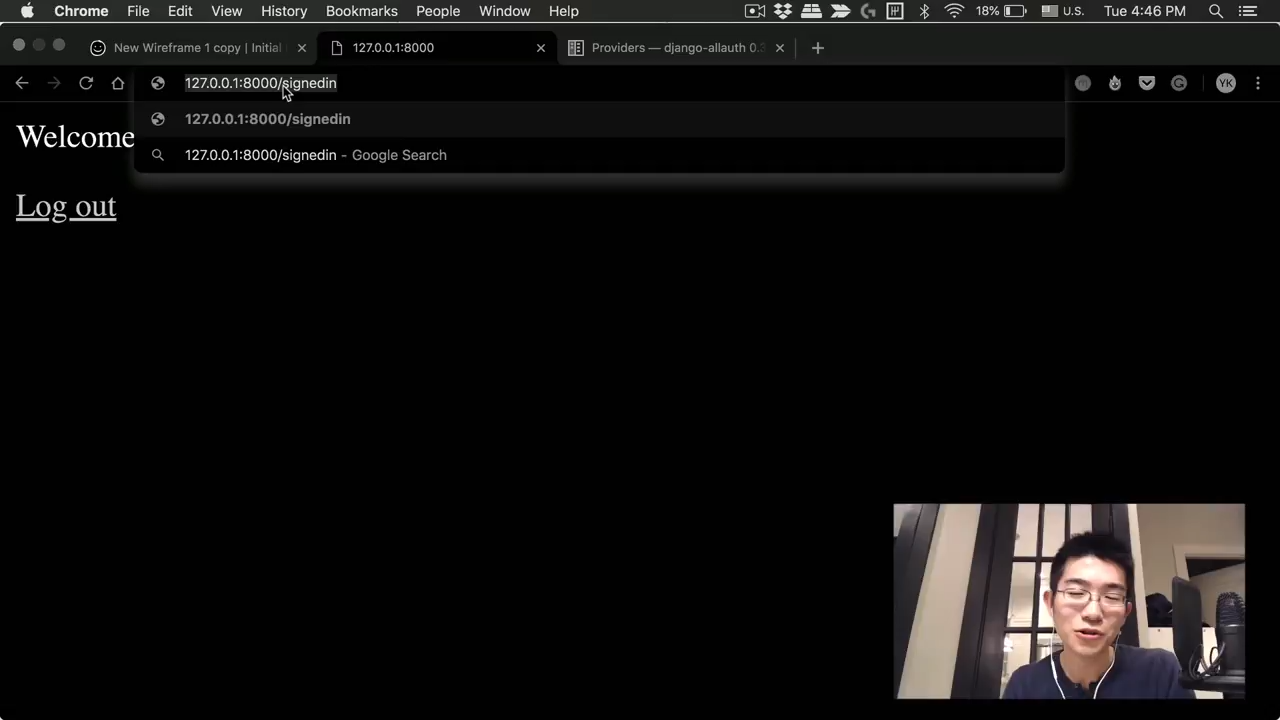 Chrome File Edit View History Bookmarks People Window Help 18% U.S. Tue 4:46 PM
New Wireframe 1 copy | Initial 127.0.0.1:8000 Providers — django-allauth 0.3
127.0.0.1:8000/signedin YK
127.0.0.1:8000/signedin
127.0.0.1:8000/signedin - Google Search
Welcome
Log out